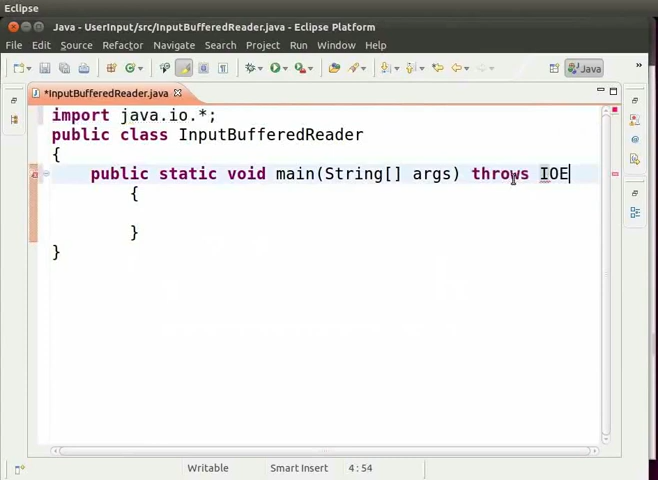 Eclipse
Java - UserInput/src/InputBufferedReader.java - Eclipse Platform
File Edit Source Refactor Navigate Search Project Run Window Help
Java
*InputBufferedReader.java
import java.io.*;
public class InputBufferedReader
{
public static void main(String[] args) throws IOE
{
}
}
Writable Smart Insert 4:54